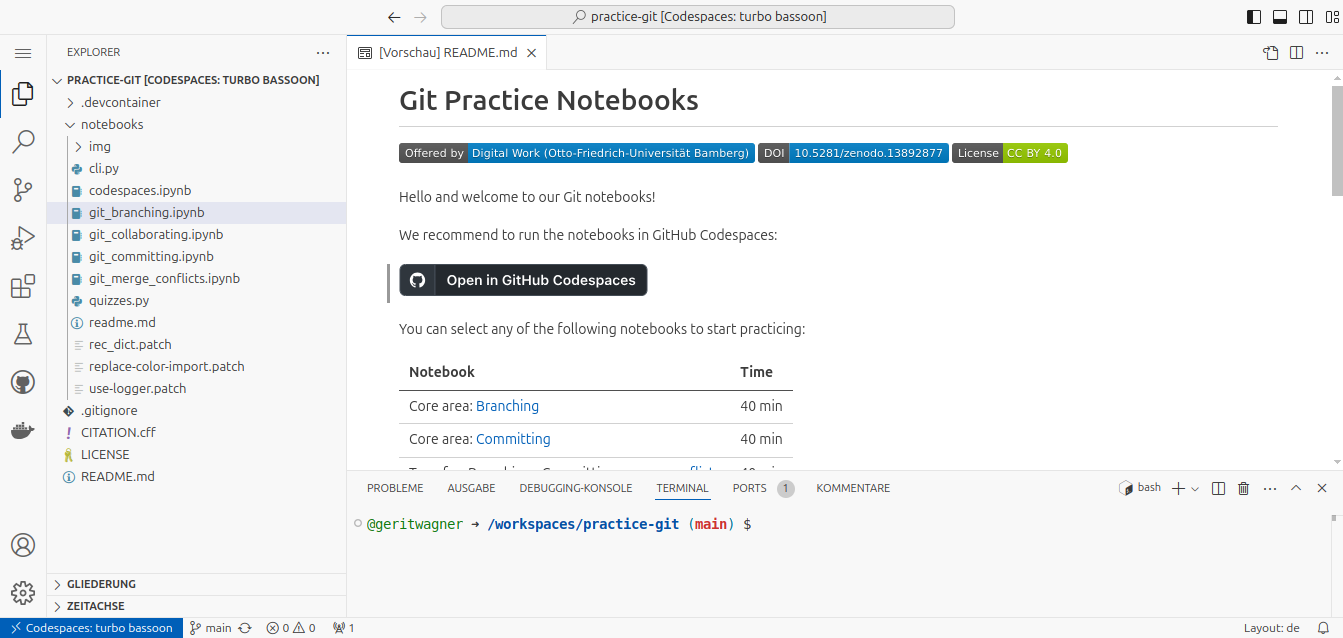 practice-git [Codespaces: turbo bassoon]
EXPLORER
PRACTICE-GIT [CODESPACES: TURBO BASSOON]
.devcontainer
notebooks
img
cli.py
codespaces.ipynb
git_branching.ipynb
git_collaborating.ipynb
git_committing.ipynb
git_merge_conflicts.ipynb
quizzes.py
readme.md
rec_dict.patch
replace-color-import.patch
use-logger.patch
.gitignore
CITATION.cff
LICENSE
README.md
GLIEDERUNG
ZEITACHSE
[Vorschau] README.md
Git Practice Notebooks
Offered by Digital Work (Otto-Friedrich-Universität Bamberg) DOI 10.5281/zenodo.13892877 License CC BY 4.0
Hello and welcome to our Git notebooks!
We recommend to run the notebooks in GitHub Codespaces:
Open in GitHub Codespaces
You can select any of the following notebooks to start practicing:
Notebook Time
Core area: Branching 40 min
Core area: Committing 40 min
PROBLEME AUSGABE DEBUGGING-KONSOLE TERMINAL PORTS 1 KOMMENTARE bash
@geritwagner → /workspaces/practice-git (main) $
Codespaces: turbo bassoon main 0 0 1 Layout: de